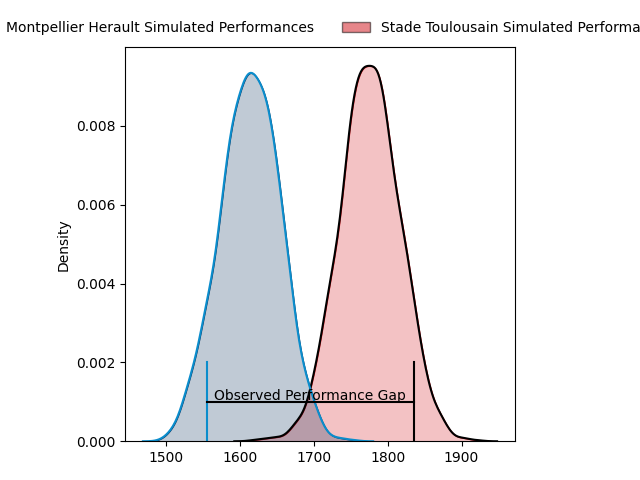 Montpellier Herault Simulated Performances
Stade Toulousain Simulated Performa
Density
0.008
0.006
0.004
0.002
0.000
Observed Performance Gap
1500 1600 1700 1800 1900